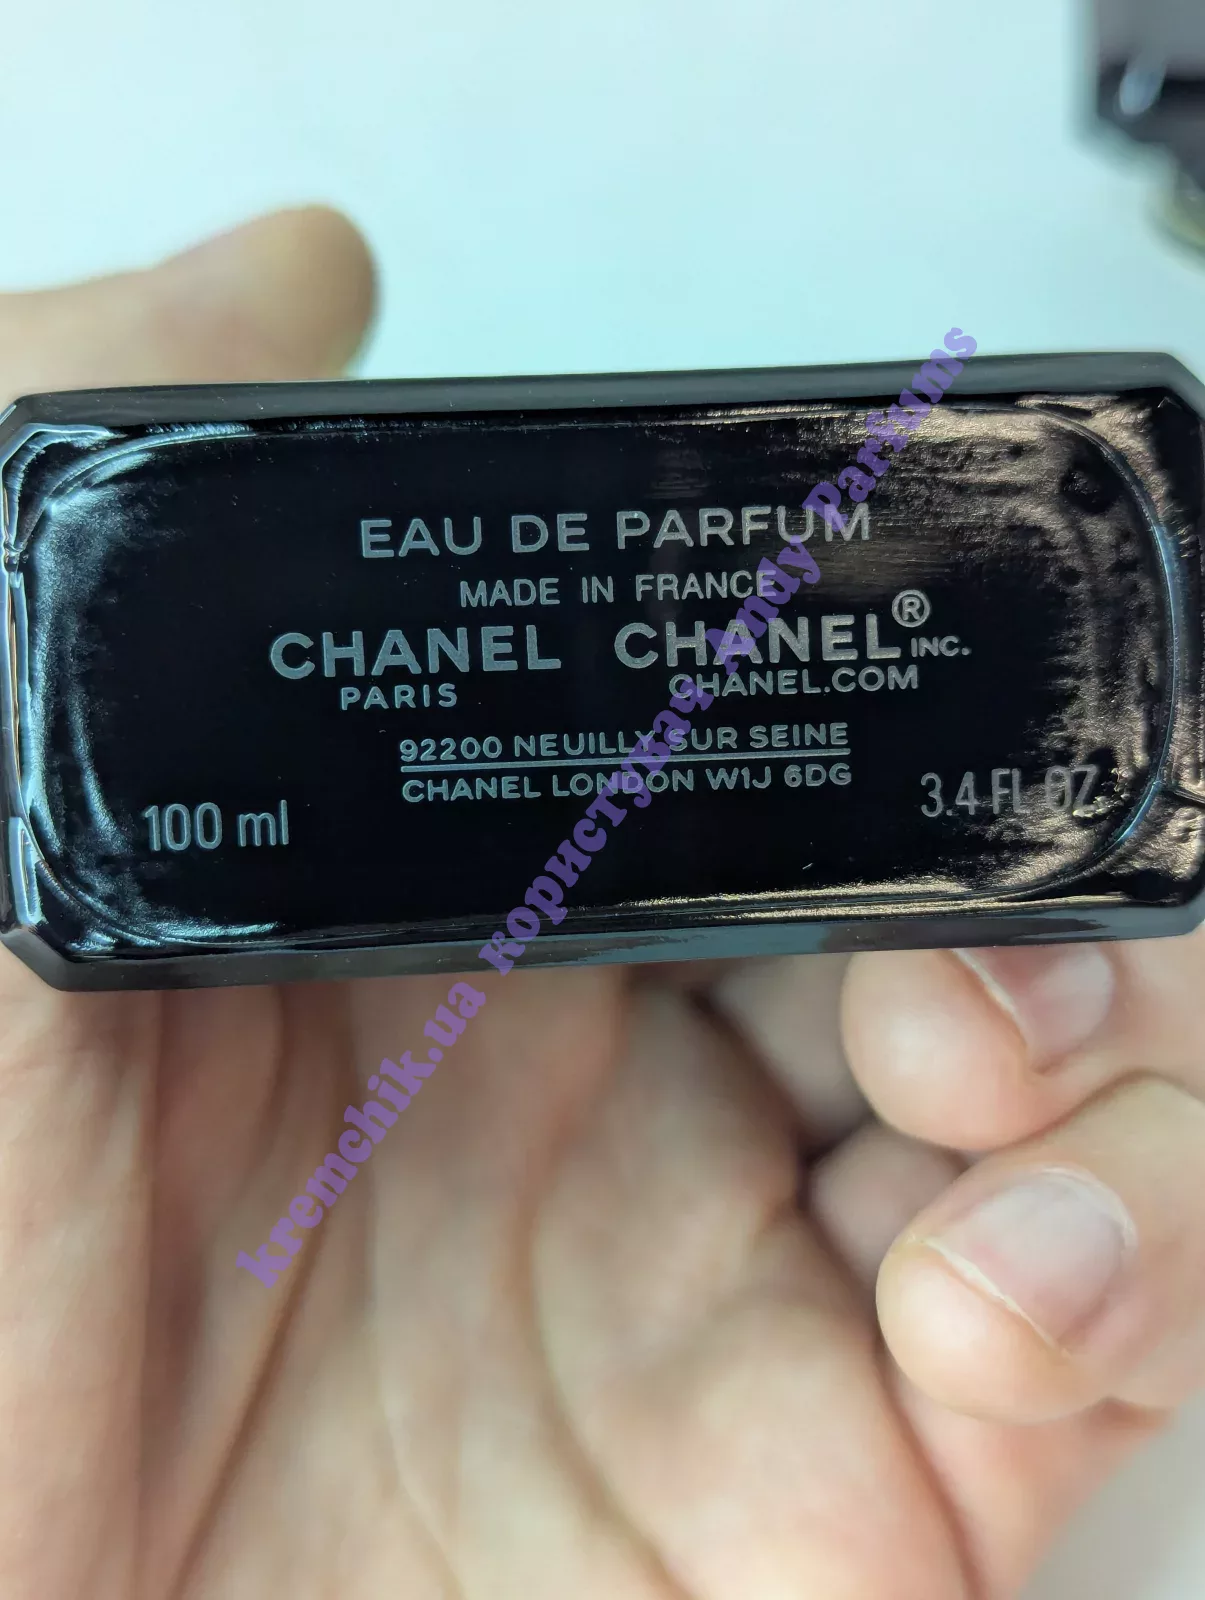 EAU DE PARFUM
MADE IN FRANCE
CHANEL CHANEL® INC.
PARIS CHANEL.COM
92200 NEUILLY SUR SEINE
CHANEL LONDON W1J 6DG
100 ml 3.4 FL OZ
kremchik.ua користувач Andy Parfums